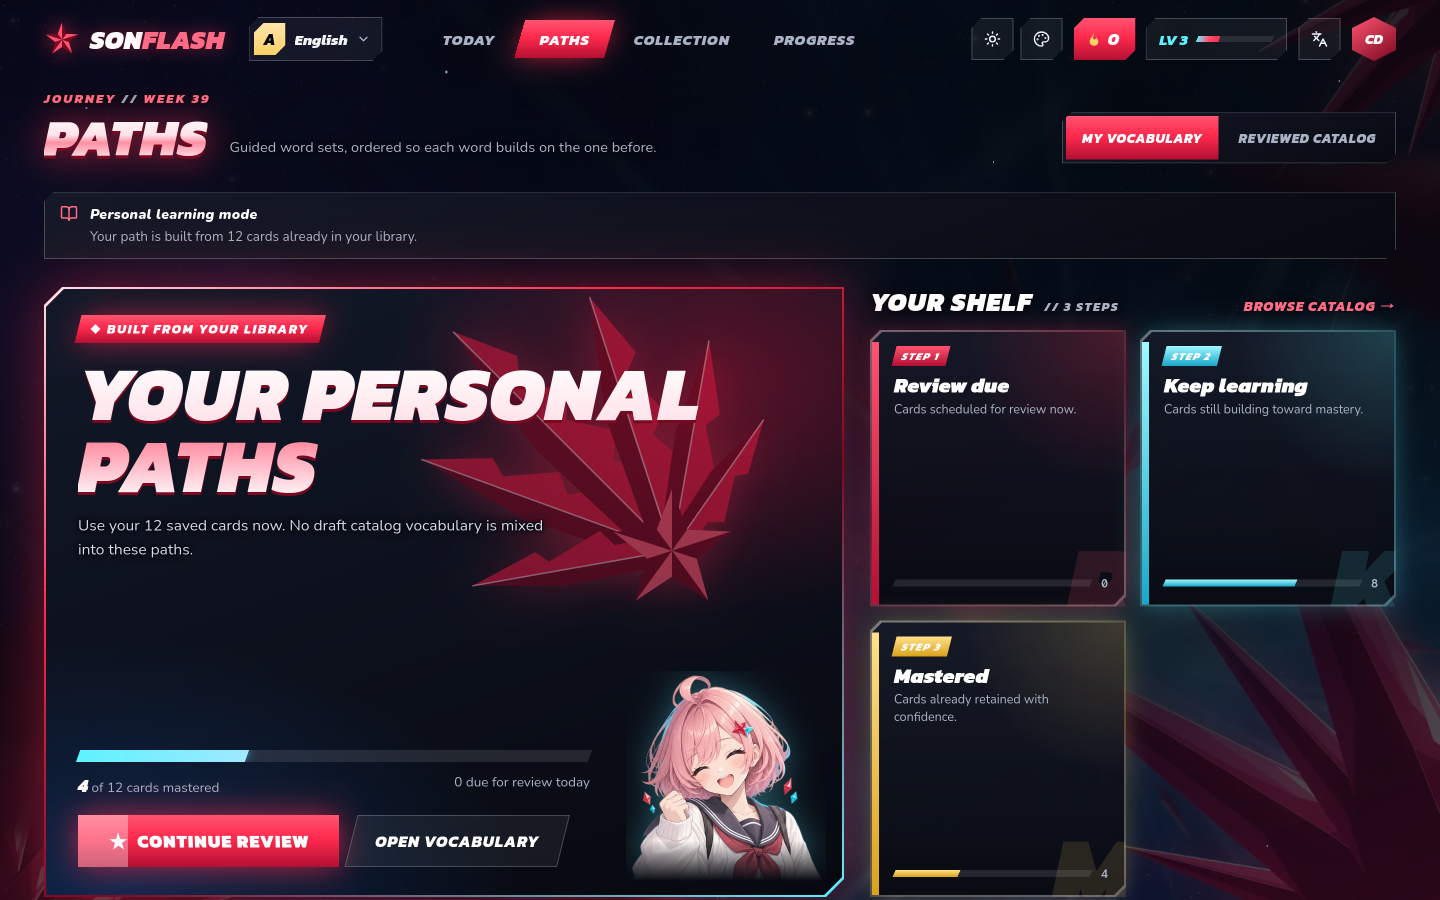 SONFLASH
A English
TODAY
PATHS
COLLECTION
PROGRESS
0
LV 3
CD
JOURNEY // WEEK 39
PATHS
Guided word sets, ordered so each word builds on the one before.
MY VOCABULARY
REVIEWED CATALOG
Personal learning mode
Your path is built from 12 cards already in your library.
◆ BUILT FROM YOUR LIBRARY
YOUR PERSONAL
PATHS
Use your 12 saved cards now. No draft catalog vocabulary is mixed
into these paths.
4 of 12 cards mastered
0 due for review today
★ CONTINUE REVIEW
OPEN VOCABULARY
YOUR SHELF // 3 STEPS
BROWSE CATALOG →
STEP 1
Review due
Cards scheduled for review now.
R
0
STEP 2
Keep learning
Cards still building toward mastery.
K
8
STEP 3
Mastered
Cards already retained with
confidence.
M
4